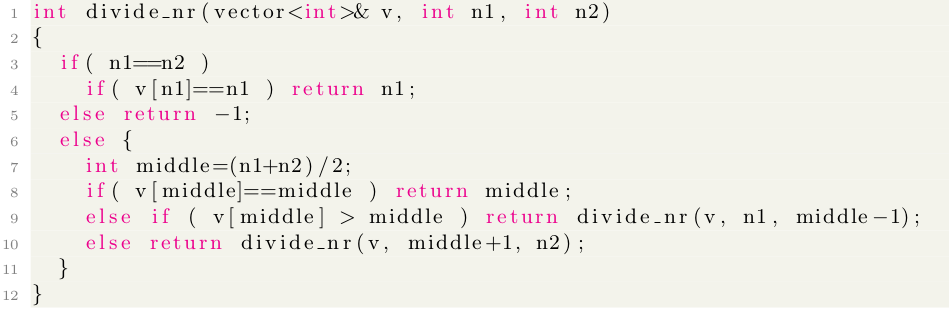 1 int divide_nr(vector<int>& v, int n1, int n2)
2 {
3 if( n1==n2 )
4 if( v[n1]==n1 ) return n1;
5 else return -1;
6 else {
7 int middle=(n1+n2)/2;
8 if( v[middle]==middle ) return middle;
9 else if ( v[middle] > middle ) return divide_nr(v, n1, middle-1);
10 else return divide_nr(v, middle+1, n2);
11 }
12 }